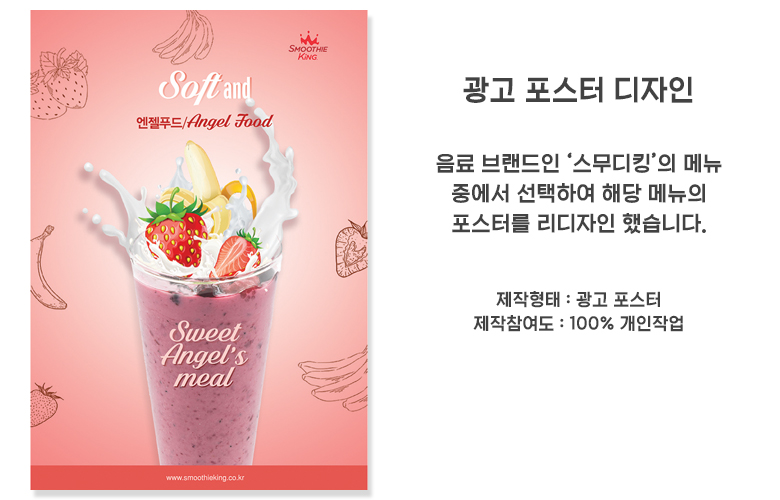 SMOOTHIE
KING
Soft and
엔젤푸드/Angel Food
Sweet
Angel's
meal
www.smoothieking.co.kr
광고 포스터 디자인
음료 브랜드인 ‘스무디킹’의 메뉴
중에서 선택하여 해당 메뉴의
포스터를 리디자인 했습니다.
제작형태 : 광고 포스터
제작참여도 : 100% 개인작업